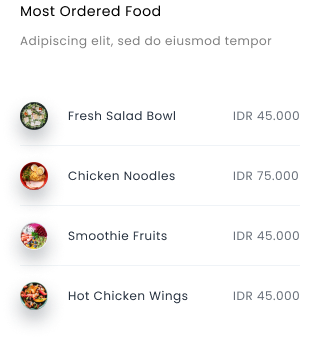 Most Ordered Food
Adipiscing elit, sed do eiusmod tempor
Fresh Salad Bowl IDR 45.000
Chicken Noodles IDR 75.000
Smoothie Fruits IDR 45.000
Hot Chicken Wings IDR 45.000